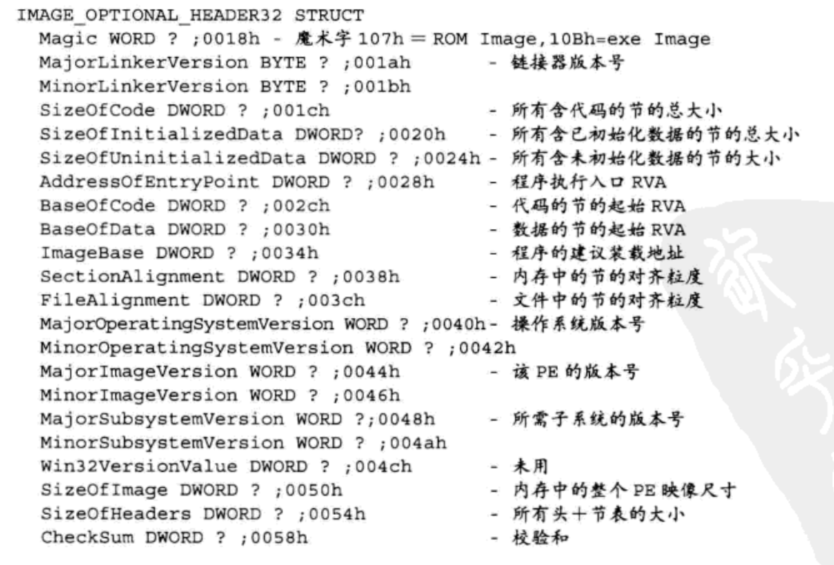 IMAGE_OPTIONAL_HEADER32 STRUCT
Magic WORD ? ;0018h - 魔术字 107h = ROM Image,10Bh=exe Image
MajorLinkerVersion BYTE ? ;001ah - 链接器版本号
MinorLinkerVersion BYTE ? ;001bh
SizeOfCode DWORD ? ;001ch - 所有含代码的节的总大小
SizeOfInitializedData DWORD? ;0020h - 所有含已初始化数据的节的总大小
SizeOfUninitializedData DWORD ? ;0024h - 所有含未初始化数据的节的大小
AddressOfEntryPoint DWORD ? ;0028h - 程序执行入口 RVA
BaseOfCode DWORD ? ;002ch - 代码的节的起始 RVA
BaseOfData DWORD ? ;0030h - 数据的节的起始 RVA
ImageBase DWORD ? ;0034h - 程序的建议装载地址
SectionAlignment DWORD ? ;0038h - 内存中的节的对齐粒度
FileAlignment DWORD ? ;003ch - 文件中的节的对齐粒度
MajorOperatingSystemVersion WORD ? ;0040h- 操作系统版本号
MinorOperatingSystemVersion WORD ? ;0042h
MajorImageVersion WORD ? ;0044h - 该 PE 的版本号
MinorImageVersion WORD ? ;0046h
MajorSubsystemVersion WORD ?;0048h - 所需子系统的版本号
MinorSubsystemVersion WORD ? ;004ah
Win32VersionValue DWORD ? ;004ch - 未用
SizeOfImage DWORD ? ;0050h - 内存中的整个 PE 映像尺寸
SizeOfHeaders DWORD ? ;0054h - 所有头+节表的大小
CheckSum DWORD ? ;0058h - 校验和